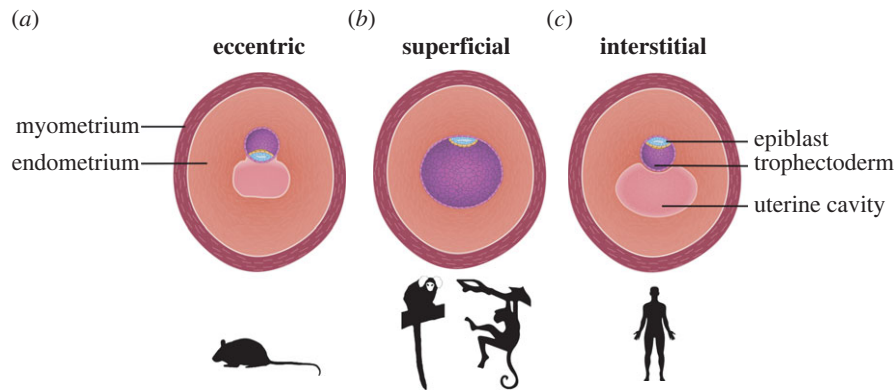 (a)
(b)
(c)
eccentric
superficial
interstitial
myometrium
endometrium
epiblast
trophectoderm
uterine cavity